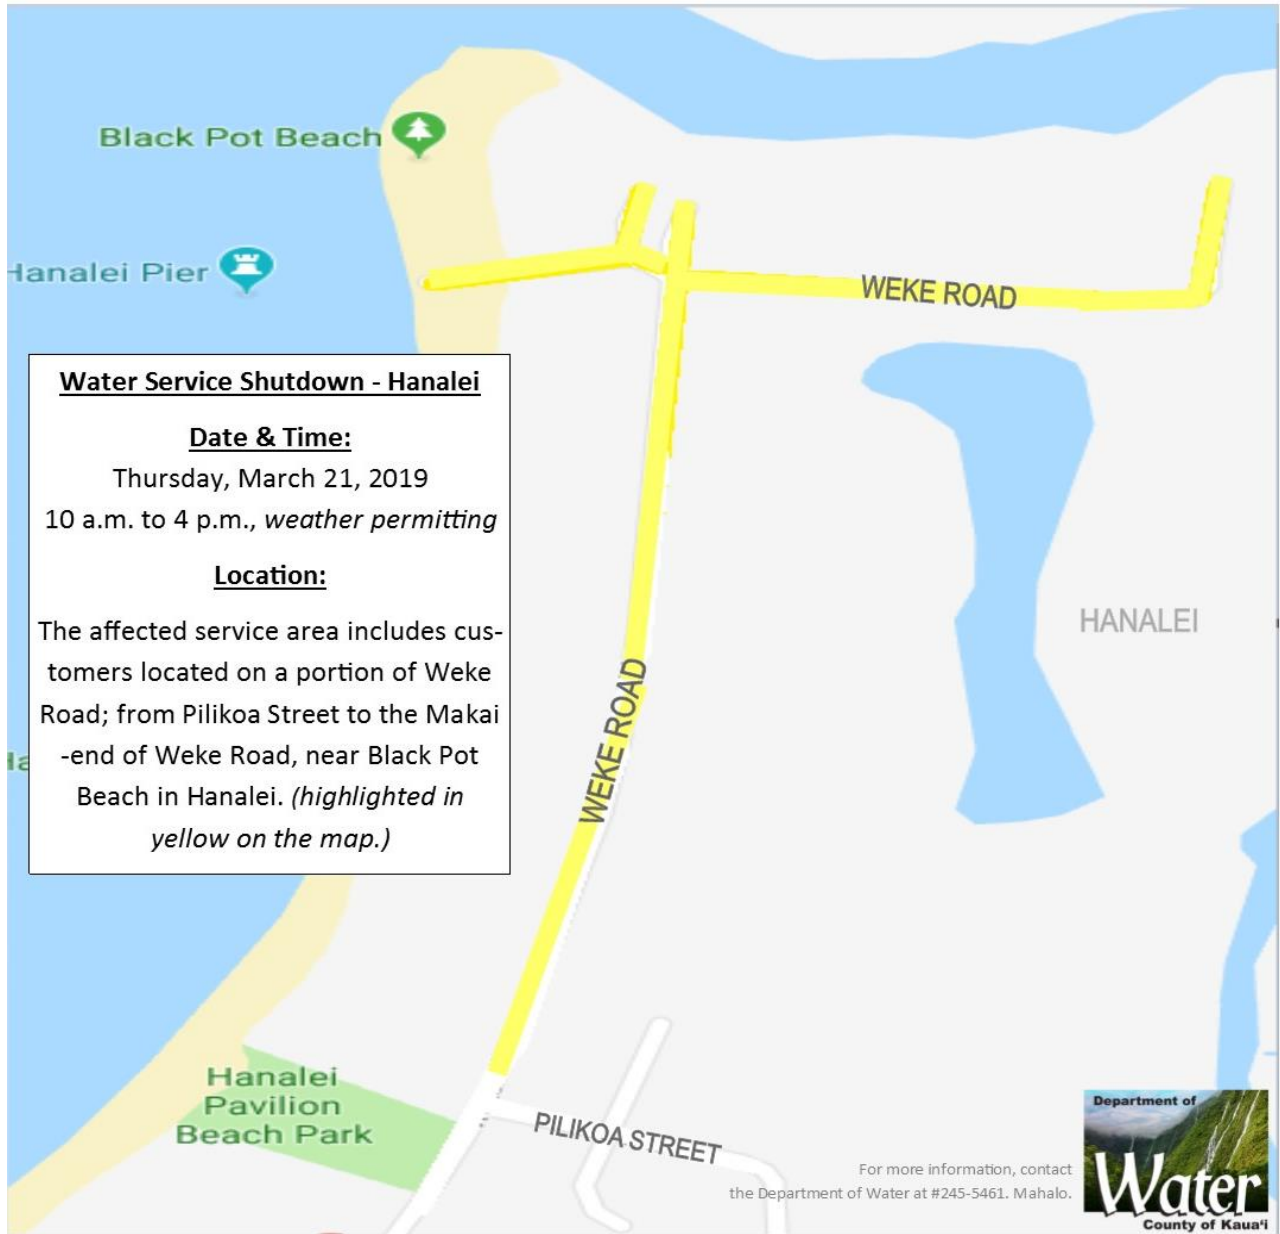 Black Pot Beach
Hanalei Pier
WEKE ROAD
Water Service Shutdown - Hanalei
Date & Time:
Thursday, March 21, 2019
10 a.m. to 4 p.m., weather permitting
Location:
The affected service area includes cus-
tomers located on a portion of Weke
Road; from Pilikoa Street to the Makai
-end of Weke Road, near Black Pot
Beach in Hanalei. (highlighted in
yellow on the map.)
HANALEI
WEKE ROAD
Hanalei
Pavilion
Beach Park
PILIKOA STREET
For more information, contact
the Department of Water at #245-5461. Mahalo.
Department of
Water
County of Kaua‘i